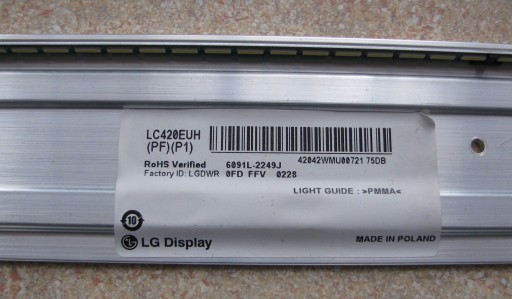 LC420EUH
(PF)(P1)
42042WMU00721 75DB
RoHS Verified 6091L-2249J
Factory ID: LGDWR 0FD FFV 0228
LIGHT GUIDE : >PMMA<
10
LG Display
MADE IN POLAND